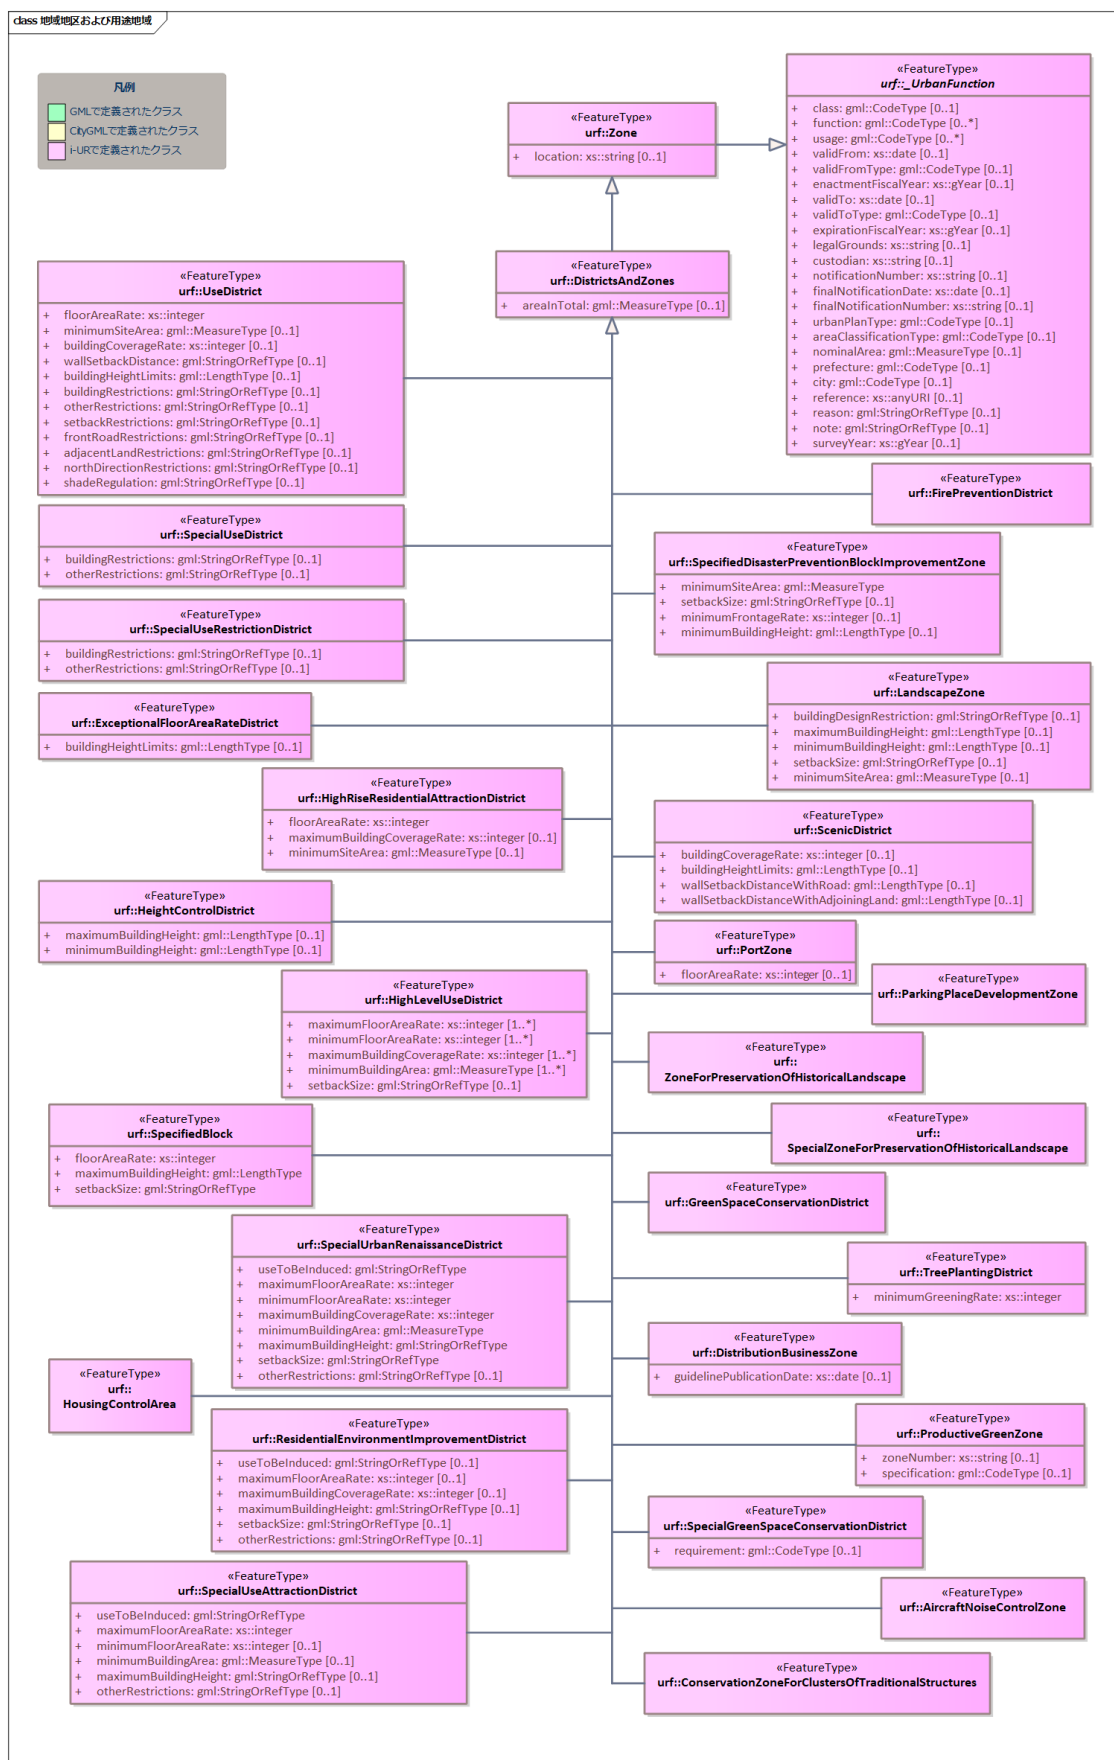 class 地域地区および用途地域
凡例
GMLで定義されたクラス
CityGMLで定義されたクラス
i-URで定義されたクラス
«FeatureType»
urf::_UrbanFunction
+ class: gml::CodeType [0..1]
+ function: gml::CodeType [0..*]
+ usage: gml::CodeType [0..*]
+ validFrom: xs::date [0..1]
+ validFromType: gml::CodeType [0..1]
+ enactmentFiscalYear: xs::gYear [0..1]
+ validTo: xs::date [0..1]
+ validToType: gml::CodeType [0..1]
+ expirationFiscalYear: xs::gYear [0..1]
+ legalGrounds: xs::string [0..1]
+ custodian: xs::string [0..1]
+ notificationNumber: xs::string [0..1]
+ finalNotificationDate: xs::date [0..1]
+ finalNotificationNumber: xs::string [0..1]
+ urbanPlanType: gml::CodeType [0..1]
+ areaClassificationType: gml::CodeType [0..1]
+ nominalArea: gml::MeasureType [0..1]
+ prefecture: gml::CodeType [0..1]
+ city: gml::CodeType [0..1]
+ reference: xs::anyURI [0..1]
+ reason: gml:StringOrRefType [0..1]
+ note: gml:StringOrRefType [0..1]
+ surveyYear: xs::gYear [0..1]
«FeatureType»
urf::Zone
+ location: xs::string [0..1]
«FeatureType»
urf::DistrictsAndZones
+ areaInTotal: gml::MeasureType [0..1]
«FeatureType»
urf::UseDistrict
+ floorAreaRate: xs::integer
+ minimumSiteArea: gml::MeasureType [0..1]
+ buildingCoverageRate: xs::integer [0..1]
+ wallSetbackDistance: gml:StringOrRefType [0..1]
+ buildingHeightLimits: gml::LengthType [0..1]
+ buildingRestrictions: gml:StringOrRefType [0..1]
+ otherRestrictions: gml:StringOrRefType [0..1]
+ setbackRestrictions: gml:StringOrRefType [0..1]
+ frontRoadRestrictions: gml:StringOrRefType [0..1]
+ adjacentLandRestrictions: gml:StringOrRefType [0..1]
+ northDirectionRestrictions: gml:StringOrRefType [0..1]
+ shadeRegulation: gml:StringOrRefType [0..1]
«FeatureType»
urf::FirePreventionDistrict
«FeatureType»
urf::SpecialUseDistrict
+ buildingRestrictions: gml:StringOrRefType [0..1]
+ otherRestrictions: gml:StringOrRefType [0..1]
«FeatureType»
urf::SpecifiedDisasterPreventionBlockImprovementZone
+ minimumSiteArea: gml::MeasureType
+ setbackSize: gml:StringOrRefType [0..1]
+ minimumFrontageRate: xs::integer [0..1]
+ minimumBuildingHeight: gml::LengthType [0..1]
«FeatureType»
urf::SpecialUseRestrictionDistrict
+ buildingRestrictions: gml:StringOrRefType [0..1]
+ otherRestrictions: gml:StringOrRefType [0..1]
«FeatureType»
urf::LandscapeZone
+ buildingDesignRestriction: gml:StringOrRefType [0..1]
+ maximumBuildingHeight: gml::LengthType [0..1]
+ minimumBuildingHeight: gml::LengthType [0..1]
+ setbackSize: gml:StringOrRefType [0..1]
+ minimumSiteArea: gml::MeasureType [0..1]
«FeatureType»
urf::ExceptionalFloorAreaRateDistrict
+ buildingHeightLimits: gml::LengthType [0..1]
«FeatureType»
urf::HighRiseResidentialAttractionDistrict
+ floorAreaRate: xs::integer
+ maximumBuildingCoverageRate: xs::integer [0..1]
+ minimumSiteArea: gml::MeasureType [0..1]
«FeatureType»
urf::ScenicDistrict
+ buildingCoverageRate: xs::integer [0..1]
+ buildingHeightLimits: gml::LengthType [0..1]
+ wallSetbackDistanceWithRoad: gml::LengthType [0..1]
+ wallSetbackDistanceWithAdjoiningLand: gml::LengthType [0..1]
«FeatureType»
urf::HeightControlDistrict
+ maximumBuildingHeight: gml::LengthType [0..1]
+ minimumBuildingHeight: gml::LengthType [0..1]
«FeatureType»
urf::PortZone
+ floorAreaRate: xs::integer [0..1]
«FeatureType»
urf::ParkingPlaceDevelopmentZone
«FeatureType»
urf::HighLevelUseDistrict
+ maximumFloorAreaRate: xs::integer [1..*]
+ minimumFloorAreaRate: xs::integer [1..*]
+ maximumBuildingCoverageRate: xs::integer [1..*]
+ minimumBuildingArea: gml::MeasureType [1..*]
+ setbackSize: gml:StringOrRefType [0..1]
«FeatureType»
urf::
ZoneForPreservationOfHistoricalLandscape
«FeatureType»
urf::SpecifiedBlock
+ floorAreaRate: xs::integer
+ maximumBuildingHeight: gml::LengthType
+ setbackSize: gml:StringOrRefType
«FeatureType»
urf::
SpecialZoneForPreservationOfHistoricalLandscape
«FeatureType»
urf::GreenSpaceConservationDistrict
«FeatureType»
urf::SpecialUrbanRenaissanceDistrict
+ useToBeInduced: gml:StringOrRefType
+ maximumFloorAreaRate: xs::integer
+ minimumFloorAreaRate: xs::integer
+ maximumBuildingCoverageRate: xs::integer
+ minimumBuildingArea: gml::MeasureType
+ maximumBuildingHeight: gml:StringOrRefType
+ setbackSize: gml:StringOrRefType
+ otherRestrictions: gml:StringOrRefType [0..1]
«FeatureType»
urf::TreePlantingDistrict
+ minimumGreeningRate: xs::integer
«FeatureType»
urf::DistributionBusinessZone
+ guidelinePublicationDate: xs::date [0..1]
«FeatureType»
urf::
HousingControlArea
«FeatureType»
urf::ResidentialEnvironmentImprovementDistrict
+ useToBeInduced: gml:StringOrRefType [0..1]
+ maximumFloorAreaRate: xs::integer [0..1]
+ maximumBuildingCoverageRate: xs::integer [0..1]
+ maximumBuildingHeight: gml:StringOrRefType [0..1]
+ setbackSize: gml:StringOrRefType [0..1]
+ otherRestrictions: gml:StringOrRefType [0..1]
«FeatureType»
urf::ProductiveGreenZone
+ zoneNumber: xs::string [0..1]
+ specification: gml::CodeType [0..1]
«FeatureType»
urf::SpecialGreenSpaceConservationDistrict
+ requirement: gml::CodeType [0..1]
«FeatureType»
urf::SpecialUseAttractionDistrict
+ useToBeInduced: gml:StringOrRefType
+ maximumFloorAreaRate: xs::integer
+ minimumFloorAreaRate: xs::integer [0..1]
+ minimumBuildingArea: gml::MeasureType [0..1]
+ maximumBuildingHeight: gml:StringOrRefType [0..1]
+ otherRestrictions: gml:StringOrRefType [0..1]
«FeatureType»
urf::AircraftNoiseControlZone
«FeatureType»
urf::ConservationZoneForClustersOfTraditionalStructures